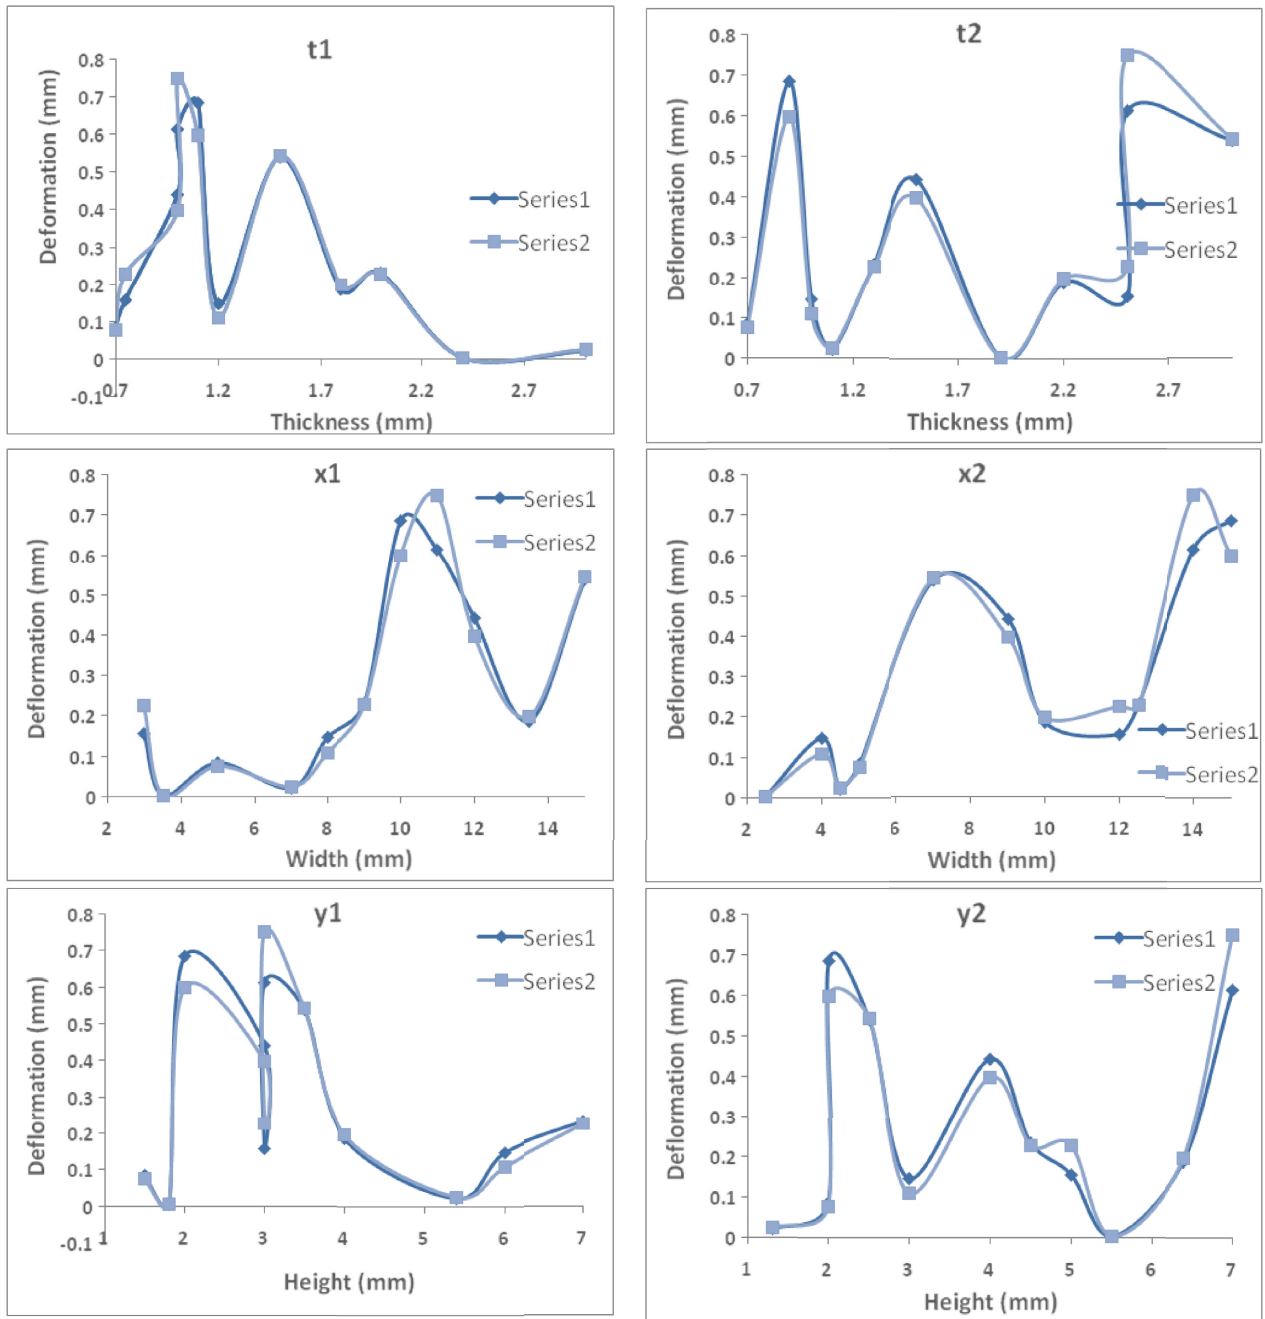 t1
Deformation (mm)
0.8
0.7
0.6
0.5
0.4
0.3
0.2
0.1
0
-0.1
0.7 1.2 1.7 2.2 2.7
Thickness (mm)
Series1
Series2
t2
Deflormation (mm)
0.8
0.7
0.6
0.5
0.4
0.3
0.2
0.1
0
0.7 1.2 1.7 2.2 2.7
Thickness (mm)
Series1
Series2
x1
Deflormation (mm)
0.8
0.7
0.6
0.5
0.4
0.3
0.2
0.1
0
2 4 6 8 10 12 14
Width (mm)
Series1
Series2
x2
Deflormation (mm)
0.8
0.7
0.6
0.5
0.4
0.3
0.2
0.1
0
2 4 6 8 10 12 14
Width (mm)
Series1
Series2
y1
Deflormation (mm)
0.8
0.7
0.6
0.5
0.4
0.3
0.2
0.1
0
-0.1
1 2 3 4 5 6 7
Height (mm)
Series1
Series2
y2
Deflormation (mm)
0.8
0.7
0.6
0.5
0.4
0.3
0.2
0.1
0
1 2 3 4 5 6 7
Height (mm)
Series1
Series2